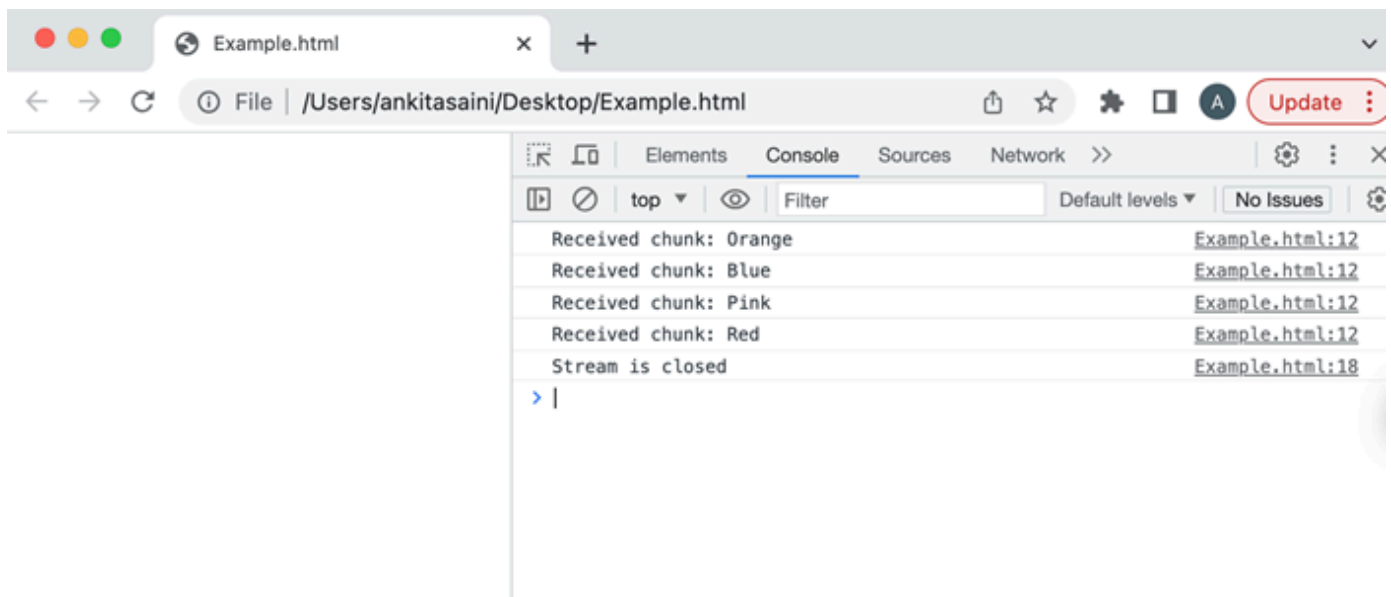 Example.html
File | /Users/ankitasaini/Desktop/Example.html A Update
Elements Console Sources Network
top Filter Default levels No Issues
Received chunk: Orange Example.html:12
Received chunk: Blue Example.html:12
Received chunk: Pink Example.html:12
Received chunk: Red Example.html:12
Stream is closed Example.html:18